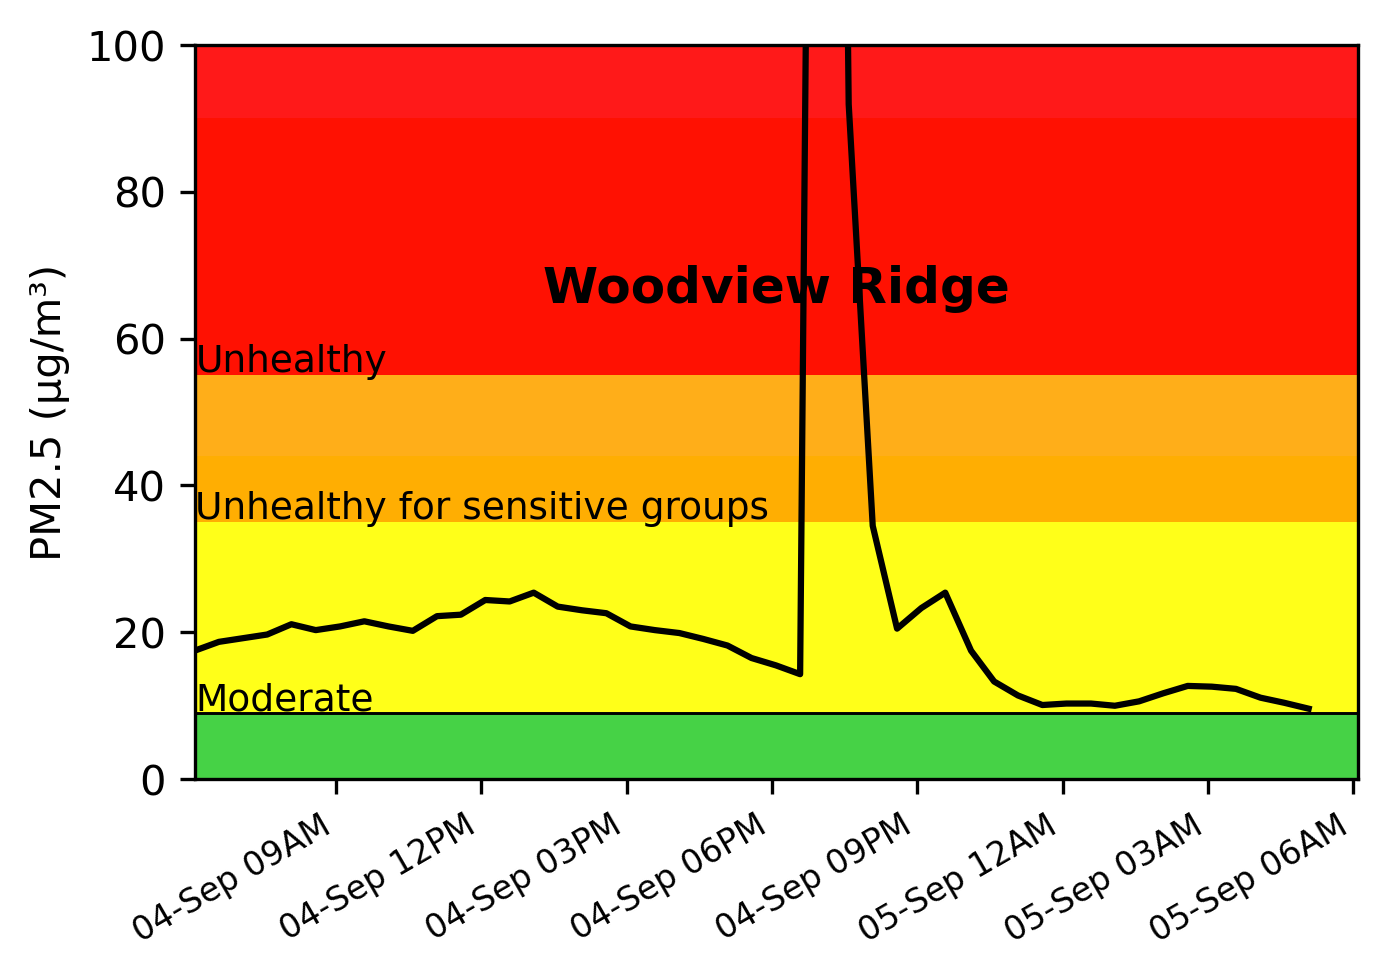 100
80
60
40
20
0
PM2.5 (µg/m³)
Woodview Ridge
Unhealthy
Unhealthy for sensitive groups
Moderate
04-Sep 09AM
04-Sep 12PM
04-Sep 03PM
04-Sep 06PM
04-Sep 09PM
05-Sep 12AM
05-Sep 03AM
05-Sep 06AM